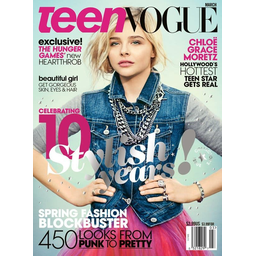 MARCH
teen VOGUE
exclusive!
THE HUNGER
GAMES' new
HEARTTHROB
beautiful girl
GET GORGEOUS
SKIN, EYES & HAIR
CHLOË
GRACE
MORETZ
HOLLYWOOD'S
HOTTEST
TEEN STAR
GETS REAL
CELEBRATING
10
Stylish
years!
SPRING FASHION
BLOCKBUSTER
450 LOOKS FROM
PUNK TO PRETTY